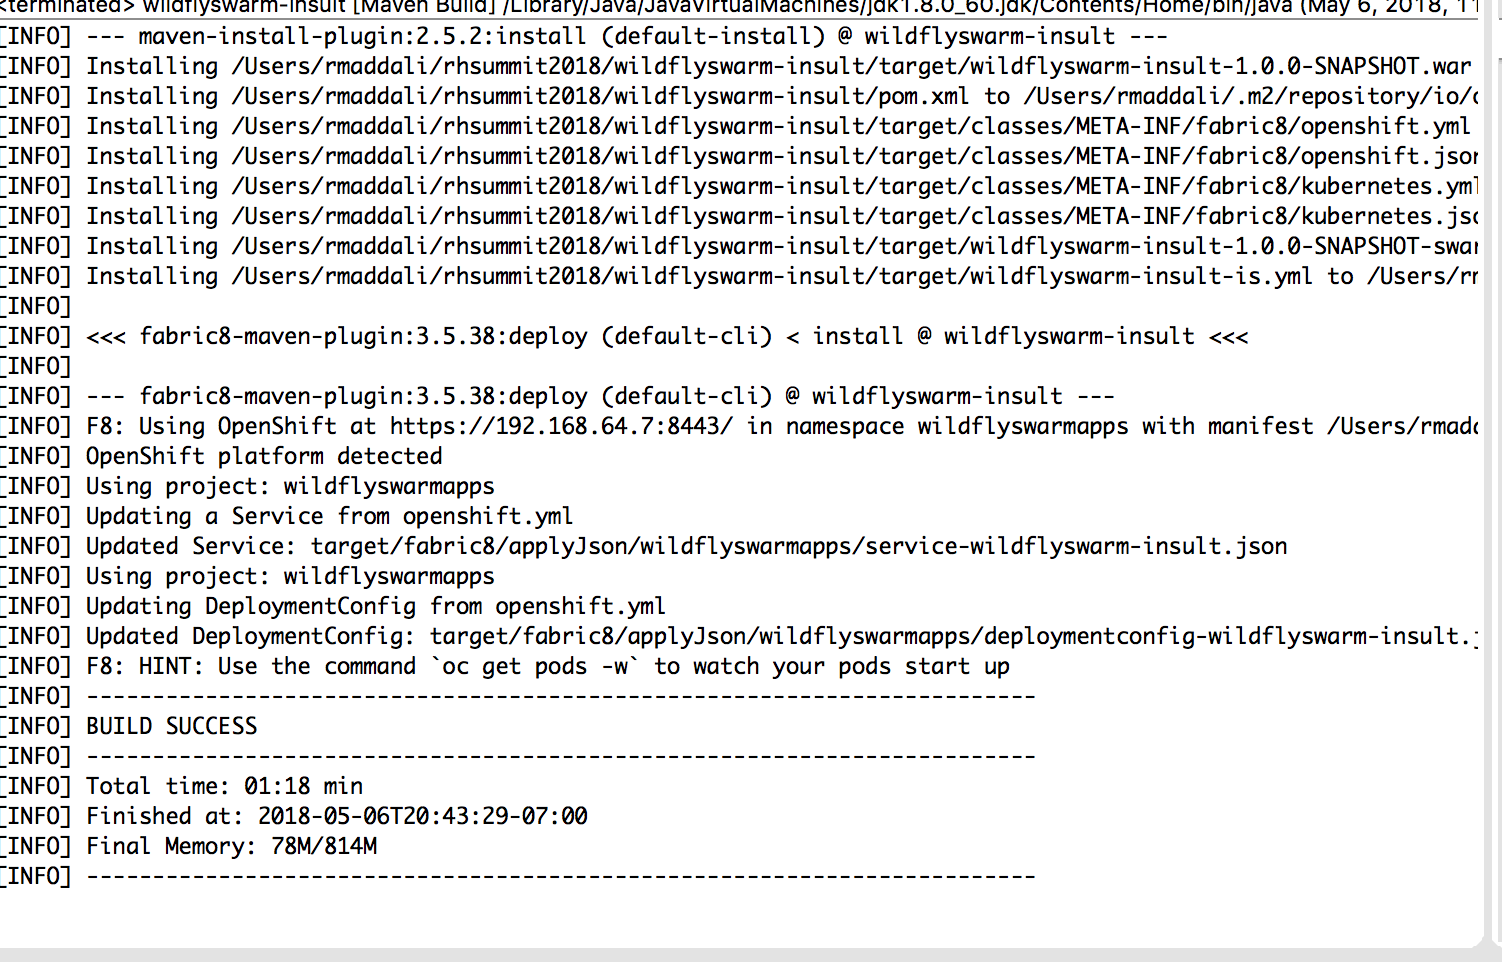 <terminated> wildflyswarm-insult [Maven Build] /Library/Java/JavaVirtualMachines/jdk1.8.0_60.jdk/Contents/Home/bin/java (May 6, 2018, 11
[INFO] --- maven-install-plugin:2.5.2:install (default-install) @ wildflyswarm-insult ---
[INFO] Installing /Users/rmaddali/rhsummit2018/wildflyswarm-insult/target/wildflyswarm-insult-1.0.0-SNAPSHOT.war
[INFO] Installing /Users/rmaddali/rhsummit2018/wildflyswarm-insult/pom.xml to /Users/rmaddali/.m2/repository/io/
[INFO] Installing /Users/rmaddali/rhsummit2018/wildflyswarm-insult/target/classes/META-INF/fabric8/openshift.yml
[INFO] Installing /Users/rmaddali/rhsummit2018/wildflyswarm-insult/target/classes/META-INF/fabric8/openshift.json
[INFO] Installing /Users/rmaddali/rhsummit2018/wildflyswarm-insult/target/classes/META-INF/fabric8/kubernetes.yml
[INFO] Installing /Users/rmaddali/rhsummit2018/wildflyswarm-insult/target/classes/META-INF/fabric8/kubernetes.jso
[INFO] Installing /Users/rmaddali/rhsummit2018/wildflyswarm-insult/target/wildflyswarm-insult-1.0.0-SNAPSHOT-swar
[INFO] Installing /Users/rmaddali/rhsummit2018/wildflyswarm-insult/target/wildflyswarm-insult-is.yml to /Users/rm
[INFO]
[INFO] <<< fabric8-maven-plugin:3.5.38:deploy (default-cli) < install @ wildflyswarm-insult <<<
[INFO]
[INFO] --- fabric8-maven-plugin:3.5.38:deploy (default-cli) @ wildflyswarm-insult ---
[INFO] F8: Using OpenShift at https://192.168.64.7:8443/ in namespace wildflyswarmapps with manifest /Users/rmadd
[INFO] OpenShift platform detected
[INFO] Using project: wildflyswarmapps
[INFO] Updating a Service from openshift.yml
[INFO] Updated Service: target/fabric8/applyJson/wildflyswarmapps/service-wildflyswarm-insult.json
[INFO] Using project: wildflyswarmapps
[INFO] Updating DeploymentConfig from openshift.yml
[INFO] Updated DeploymentConfig: target/fabric8/applyJson/wildflyswarmapps/deploymentconfig-wildflyswarm-insult.j
[INFO] F8: HINT: Use the command `oc get pods -w` to watch your pods start up
[INFO] ------------------------------------------------------------------------
[INFO] BUILD SUCCESS
[INFO] ------------------------------------------------------------------------
[INFO] Total time: 01:18 min
[INFO] Finished at: 2018-05-06T20:43:29-07:00
[INFO] Final Memory: 78M/814M
[INFO] ------------------------------------------------------------------------